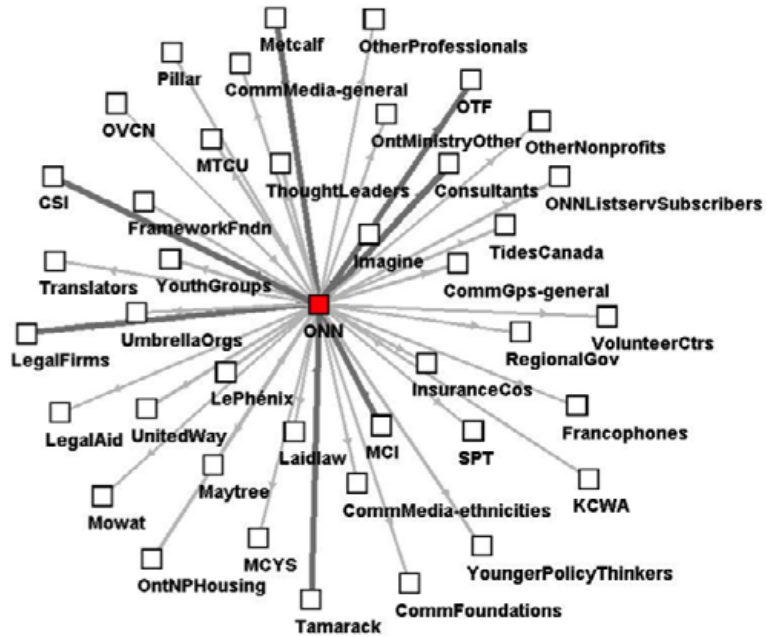 Metcalf
OtherProfessionals
Pillar
CommMedia-general
OTF
OVCN
MTCU
OntMinistryOther
OtherNonprofits
ThoughtLeaders
Consultants
CSI
ONNListservSubscribers
FrameworkFndn
Imagine
TidesCanada
Translators
YouthGroups
CommGps-general
UmbrellaOrgs
ONN
VolunteerCtrs
LegalFirms
RegionalGov
LePhénix
InsuranceCos
LegalAid
UnitedWay
Francophones
Laidlaw
MCI
SPT
Maytree
KCWA
Mowat
CommMedia-ethnicities
MCYS
YoungerPolicyThinkers
OntNPHousing
CommFoundations
Tamarack